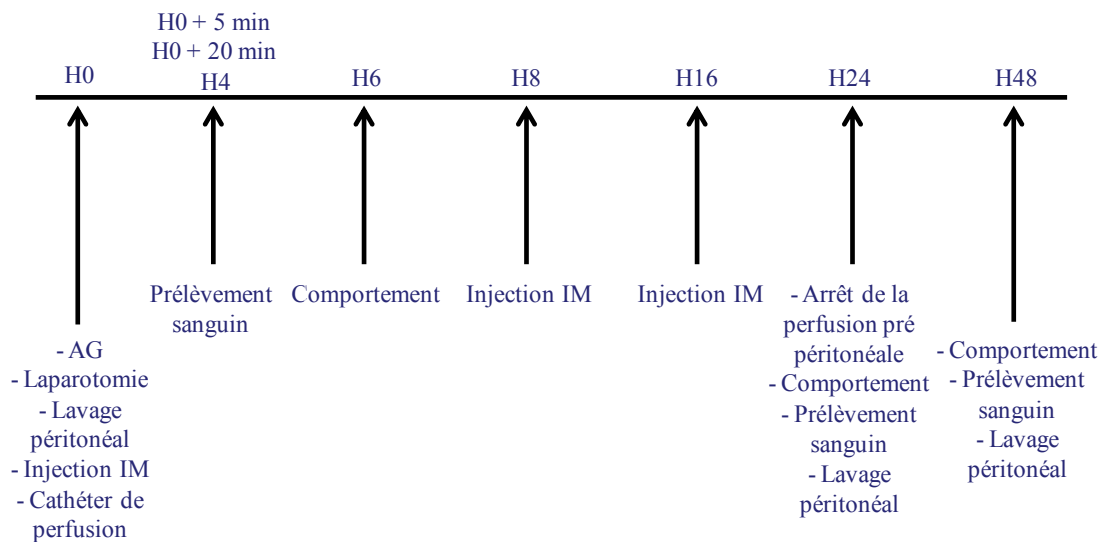 H0 + 5 min
H0 + 20 min
H0
H4
H6
H8
H16
H24
H48
- AG
- Laparotomie
- Lavage
péritonéal
- Injection IM
- Cathéter de
perfusion
Prélèvement
sanguin
Comportement
Injection IM
Injection IM
- Arrêt de la
perfusion pré
péritonéale
- Comportement
- Prélèvement
sanguin
- Lavage
péritonéal
- Comportement
- Prélèvement
sanguin
- Lavage
péritonéal